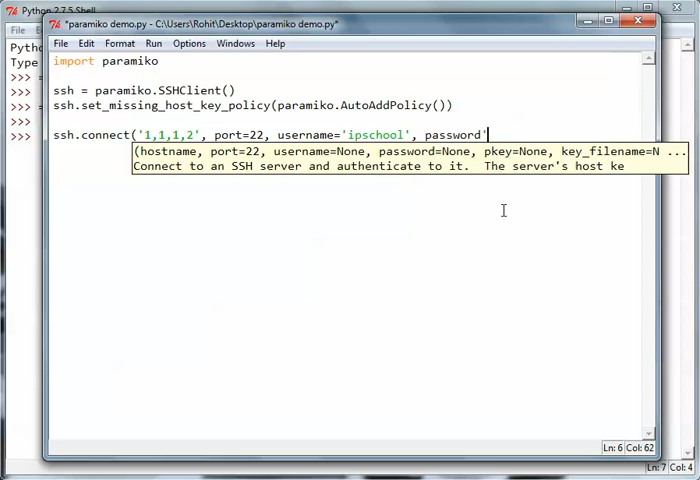 Python 2.7.5 Shell
File
*paramiko demo.py - C:\Users\Rohit\Desktop\paramiko demo.py*
File Edit Format Run Options Windows Help
Pytho
Type
>>> =
>>> =
>>> =
>>>
>>>
import paramiko
ssh = paramiko.SSHClient()
ssh.set_missing_host_key_policy(paramiko.AutoAddPolicy())
ssh.connect('1,1,1,2', port=22, username='ipschool', password'
(hostname, port=22, username=None, password=None, pkey=None, key_filename=N ...
Connect to an SSH server and authenticate to it. The server's host ke
Ln: 6 Col: 62
Ln: 7 Col: 4